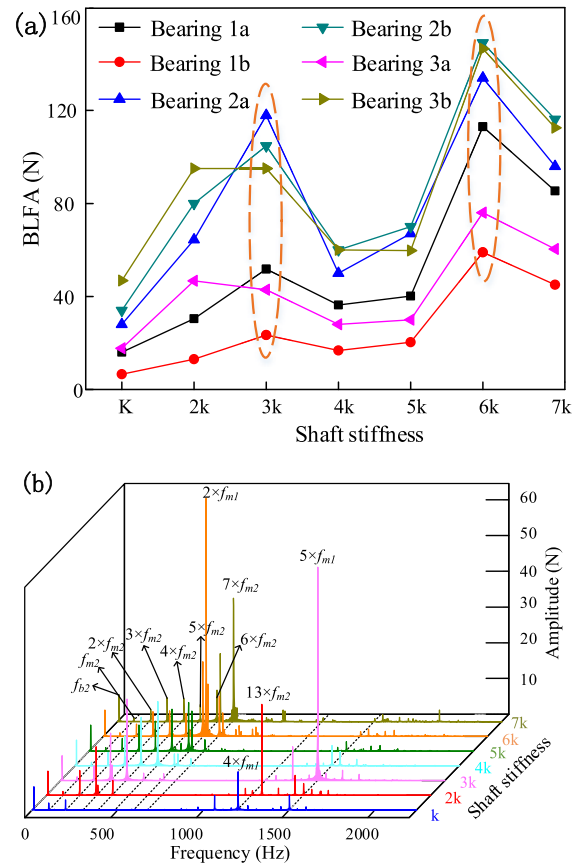 (a)
160
120
80
40
0
BLFA (N)
Bearing 1a
Bearing 1b
Bearing 2a
Bearing 2b
Bearing 3a
Bearing 3b
K 2k 3k 4k 5k 6k 7k
Shaft stiffness
(b)
2×fm1
5×fm1
7×fm2
5×fm2
3×fm2
2×fm2
4×fm2
6×fm2
fm2
fb2
13×fm2
4×fm1
60
50
40
30
20
10
Amplitude (N)
7k
6k
5k
4k
3k
2k
k
Shaft stiffness
0 500 1000 1500 2000
Frequency (Hz)